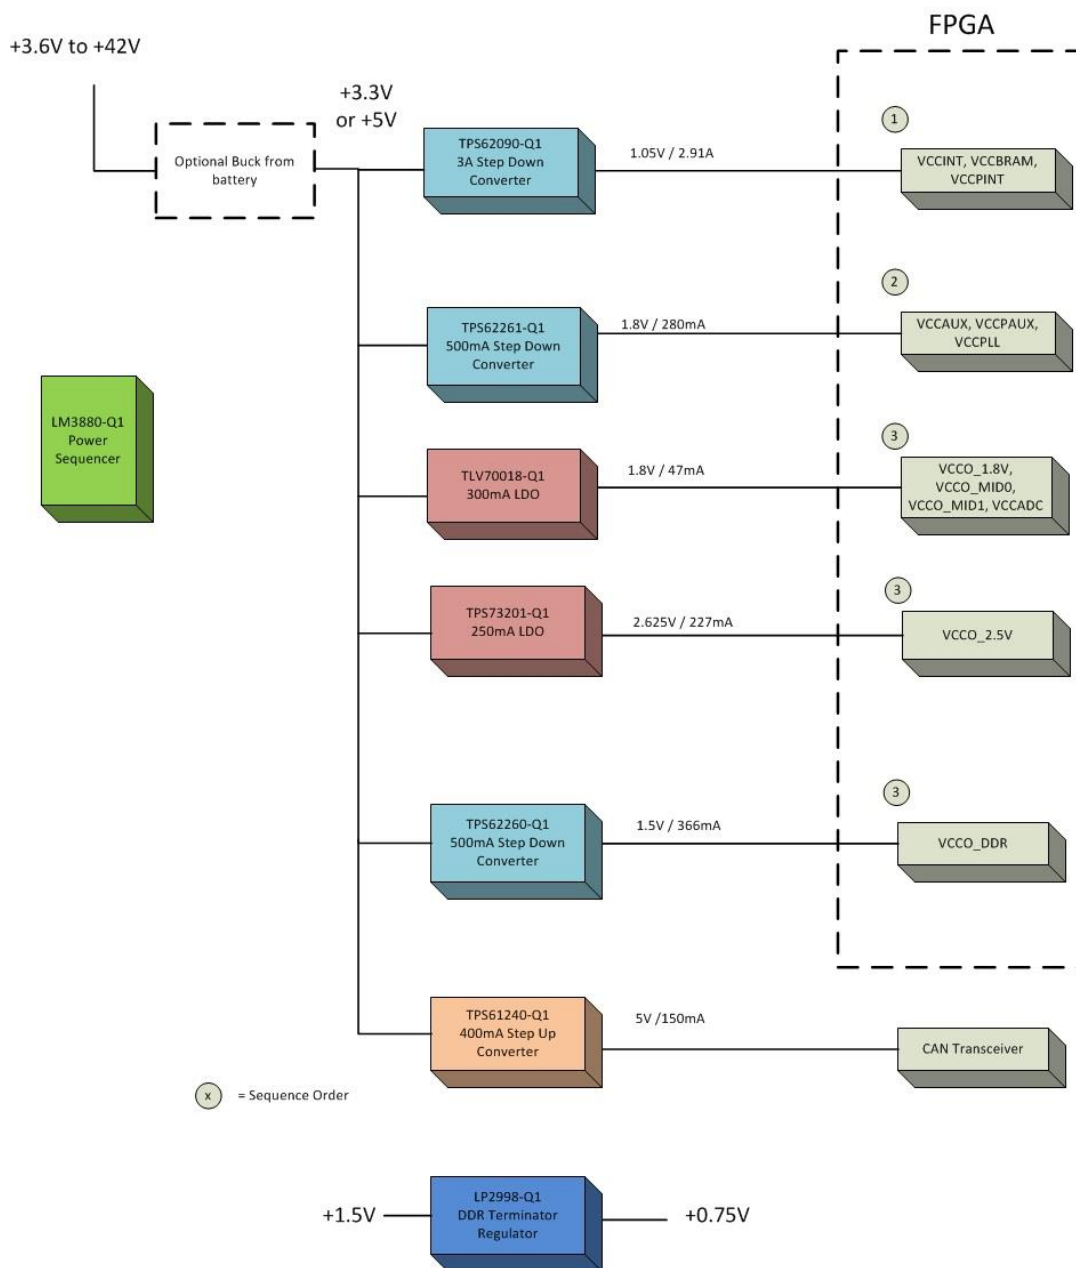 FPGA
+3.6V to +42V
+3.3V
or +5V
Optional Buck from
battery
TPS62090-Q1
3A Step Down
Converter
1.05V / 2.91A
1
VCCINT, VCCBRAM,
VCCPINT
TPS62261-Q1
500mA Step Down
Converter
1.8V / 280mA
2
VCCAUX, VCCPAUX,
VCCPLL
LM3880-Q1
Power
Sequencer
TLV70018-Q1
300mA LDO
1.8V / 47mA
3
VCCO_1.8V,
VCCO_MID0,
VCCO_MID1, VCCADC
TPS73201-Q1
250mA LDO
2.625V / 227mA
3
VCCO_2.5V
TPS62260-Q1
500mA Step Down
Converter
1.5V / 366mA
3
VCCO_DDR
TPS61240-Q1
400mA Step Up
Converter
5V /150mA
CAN Transceiver
x = Sequence Order
+1.5V
LP2998-Q1
DDR Terminator
Regulator
+0.75V